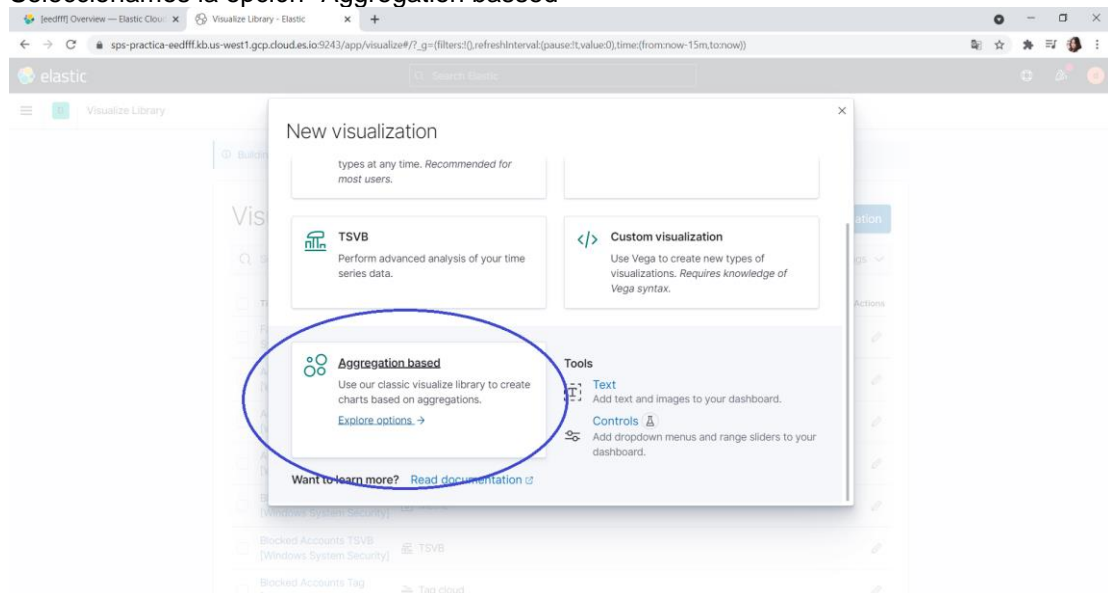 Seleccionamos la opción "Aggregation bassed"
[eedfff] Overview — Elastic Clou
Visualize Library - Elastic
sps-practica-eedfff.kb.us-west1.gcp.cloud.es.io:9243/app/visualize#/?_g=(filters:!(),refreshInterval:(pause:!t,value:0),time:(from:now-15m,to:now))
elastic
Search Elastic
D
Visualize Library
New visualization
Buildin
types at any time. Recommended for
most users.
Vis
TSVB
Perform advanced analysis of your time
series data.
Custom visualization
Use Vega to create new types of
visualizations. Requires knowledge of
Vega syntax.
ation
Actions
Aggregation based
Use our classic visualize library to create
charts based on aggregations.
Explore options →
Tools
Text
Add text and images to your dashboard.
Controls
Add dropdown menus and range sliders to your
dashboard.
Want to learn more? Read documentation
[Windows System Security]
Blocked Accounts TSVB
[Windows System Security]
TSVB
Blocked Accounts Tag
Tag cloud